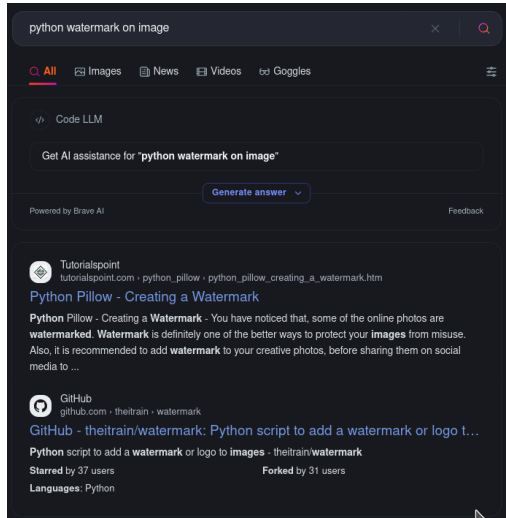 python watermark on image
All Images News Videos Goggles
Code LLM
Get AI assistance for "python watermark on image"
Generate answer
Powered by Brave AI Feedback
Tutorialspoint
tutorialspoint.com › python_pillow › python_pillow_creating_a_watermark.htm
Python Pillow - Creating a Watermark
Python Pillow - Creating a Watermark - You have noticed that, some of the online photos are
watermarked. Watermark is definitely one of the better ways to protect your images from misuse.
Also, it is recommended to add watermark to your creative photos, before sharing them on social
media to ...
GitHub
github.com › theitrain › watermark
GitHub - theitrain/watermark: Python script to add a watermark or logo t...
Python script to add a watermark or logo to images - theitrain/watermark
Starred by 37 users Forked by 31 users
Languages: Python